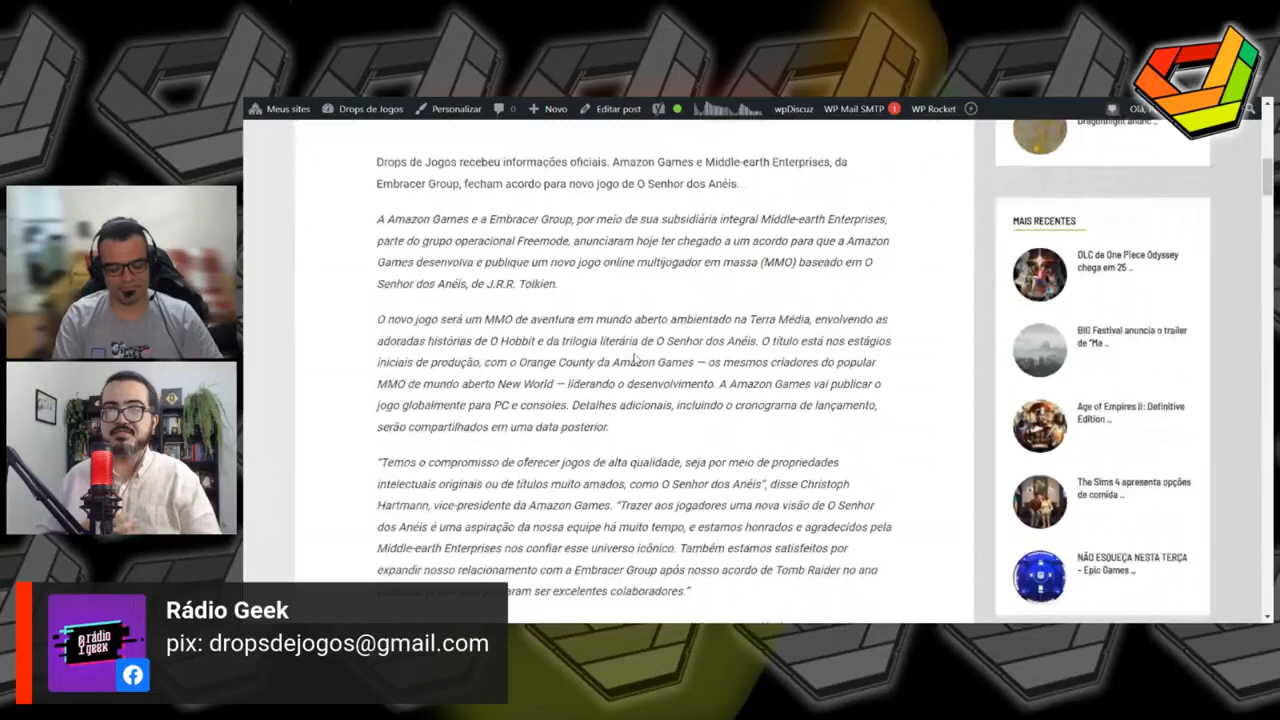 Meus sites
Drops de Jogos
Personalizar
0
Novo
Editar post
wpDiscuz
WP Mail SMTP
1
WP Rocket
Drops de Jogos recebeu informações oficiais. Amazon Games e Middle-earth Enterprises, da
Embracer Group, fecham acordo para novo jogo de O Senhor dos Anéis.
A Amazon Games e a Embracer Group, por meio de sua subsidiária integral Middle-earth Enterprises,
parte do grupo operacional Freemode, anunciaram hoje ter chegado a um acordo para que a Amazon
Games desenvolva e publique um novo jogo online multijogador em massa (MMO) baseado em O
Senhor dos Anéis, de J.R.R. Tolkien.
O novo jogo será um MMO de aventura em mundo aberto ambientado na Terra Média, envolvendo as
adoradas histórias de O Hobbit e da trilogia literária de O Senhor dos Anéis. O título está nos estágios
iniciais de produção, com o Orange County da Amazon Games — os mesmos criadores do popular
MMO de mundo aberto New World — liderando o desenvolvimento. A Amazon Games vai publicar o
jogo globalmente para PC e consoles. Detalhes adicionais, incluindo o cronograma de lançamento,
serão compartilhados em uma data posterior.
“Temos o compromisso de oferecer jogos de alta qualidade, seja por meio de propriedades
intelectuais originais ou de títulos muito amados, como O Senhor dos Anéis”, disse Christoph
Hartmann, vice-presidente da Amazon Games. “Trazer aos jogadores uma nova visão de O Senhor
dos Anéis é uma aspiração da nossa equipe há muito tempo, e estamos honrados e agradecidos pela
Middle-earth Enterprises nos confiar esse universo icônico. Também estamos satisfeitos por
expandir nosso relacionamento com a Embracer Group após nosso acordo de Tomb Raider no ano
ser excelentes colaboradores.”
MAIS RECENTES
DLC de One Piece Odyssey
chega em 25 ..
BIG Festival anuncia o trailer
de “Ma ..
Age of Empires II: Definitive
Edition ..
The Sims 4 apresenta opções
de comida ..
NÃO ESQUEÇA NESTA TERÇA
- Epic Games ..
rádio
geek
Rádio Geek
pix: dropsdejogos@gmail.com